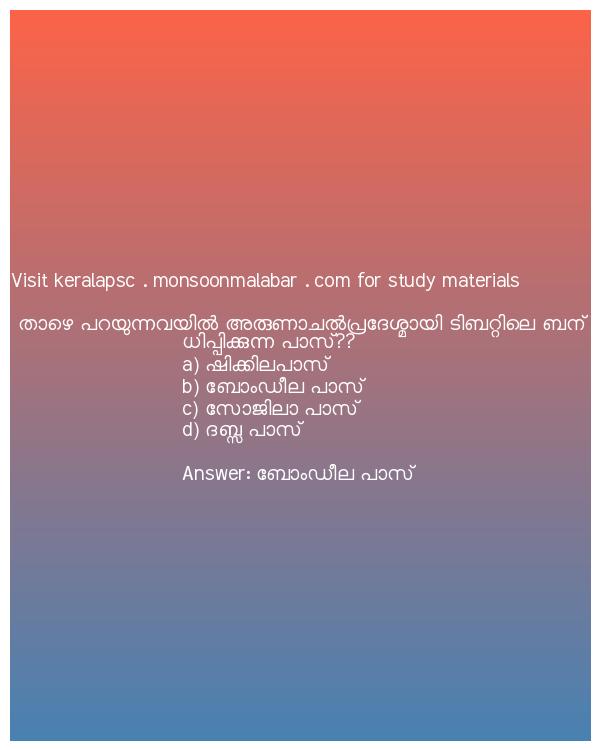 Visit keralapsc . monsoonmalabar . com for study materials
താഴെ പറയുന്നവയിൽ അരുണാചൽപ്രദേശ്മായി ടിബറ്റിലെ ബന്
ധിപ്പിക്കുന്ന പാസ്??
a) ഷിക്കിലപാസ്
b) ബോംഡീല പാസ്
c) സോജിലാ പാസ്
d) ദബ്സ പാസ്
Answer: ബോംഡീല പാസ്